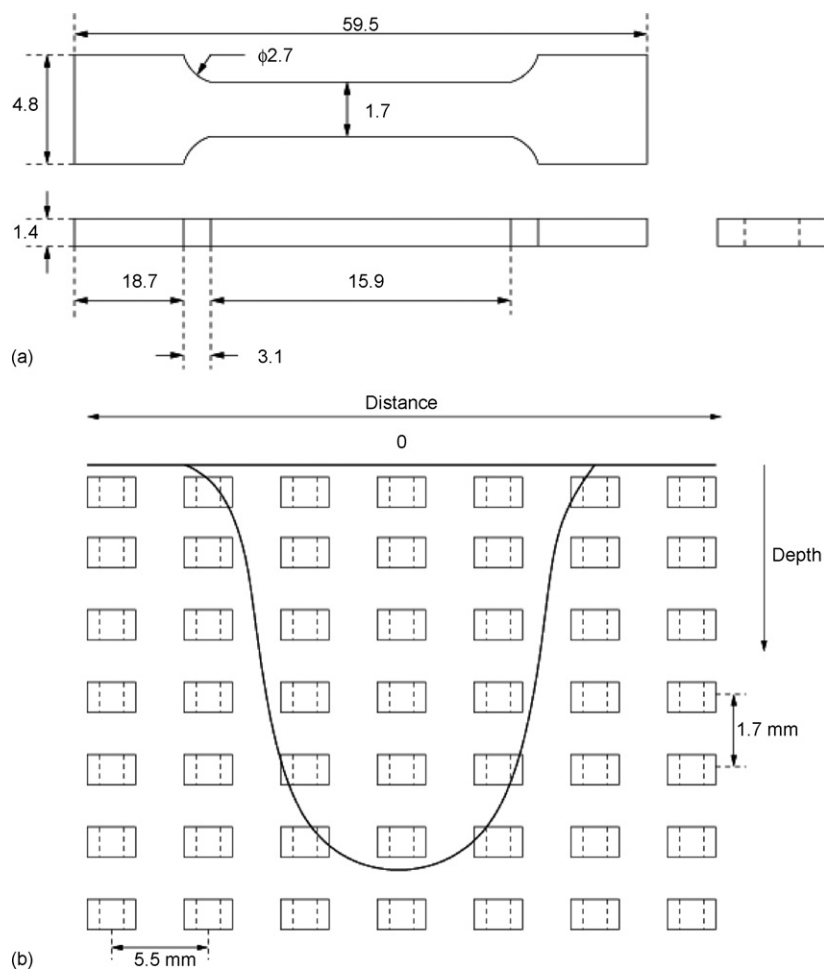 59.5
ϕ2.7
4.8
1.7
1.4
18.7
15.9
3.1
(a)
Distance
0
Depth
1.7 mm
5.5 mm
(b)